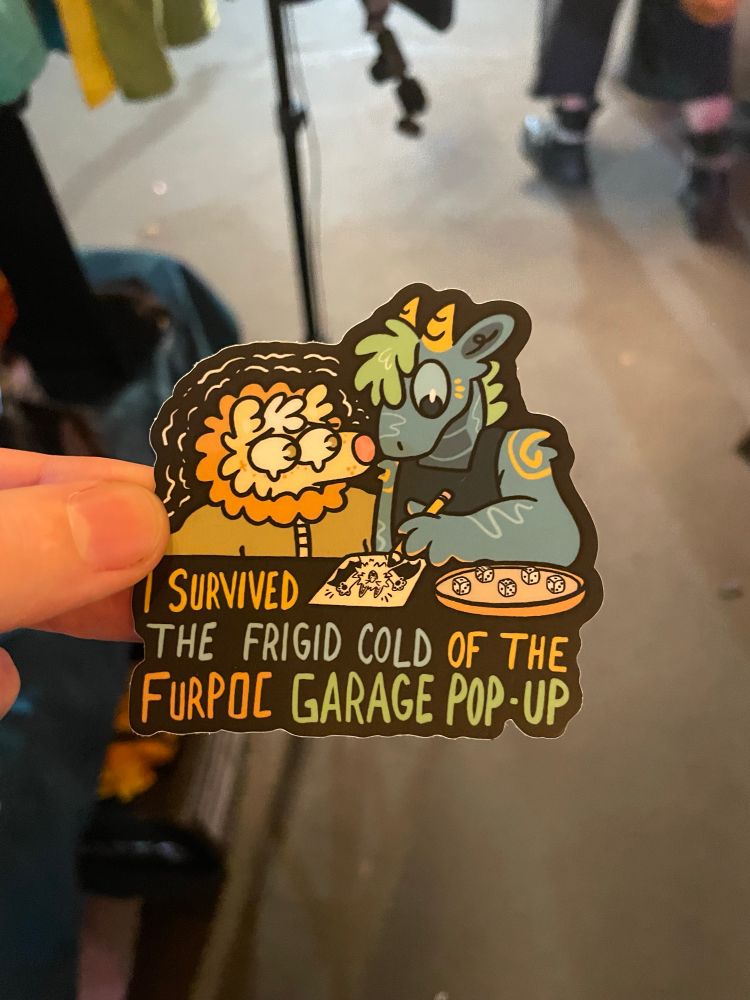 I SURVIVED
THE FRIGID COLD OF THE
FURPOC GARAGE POP-UP